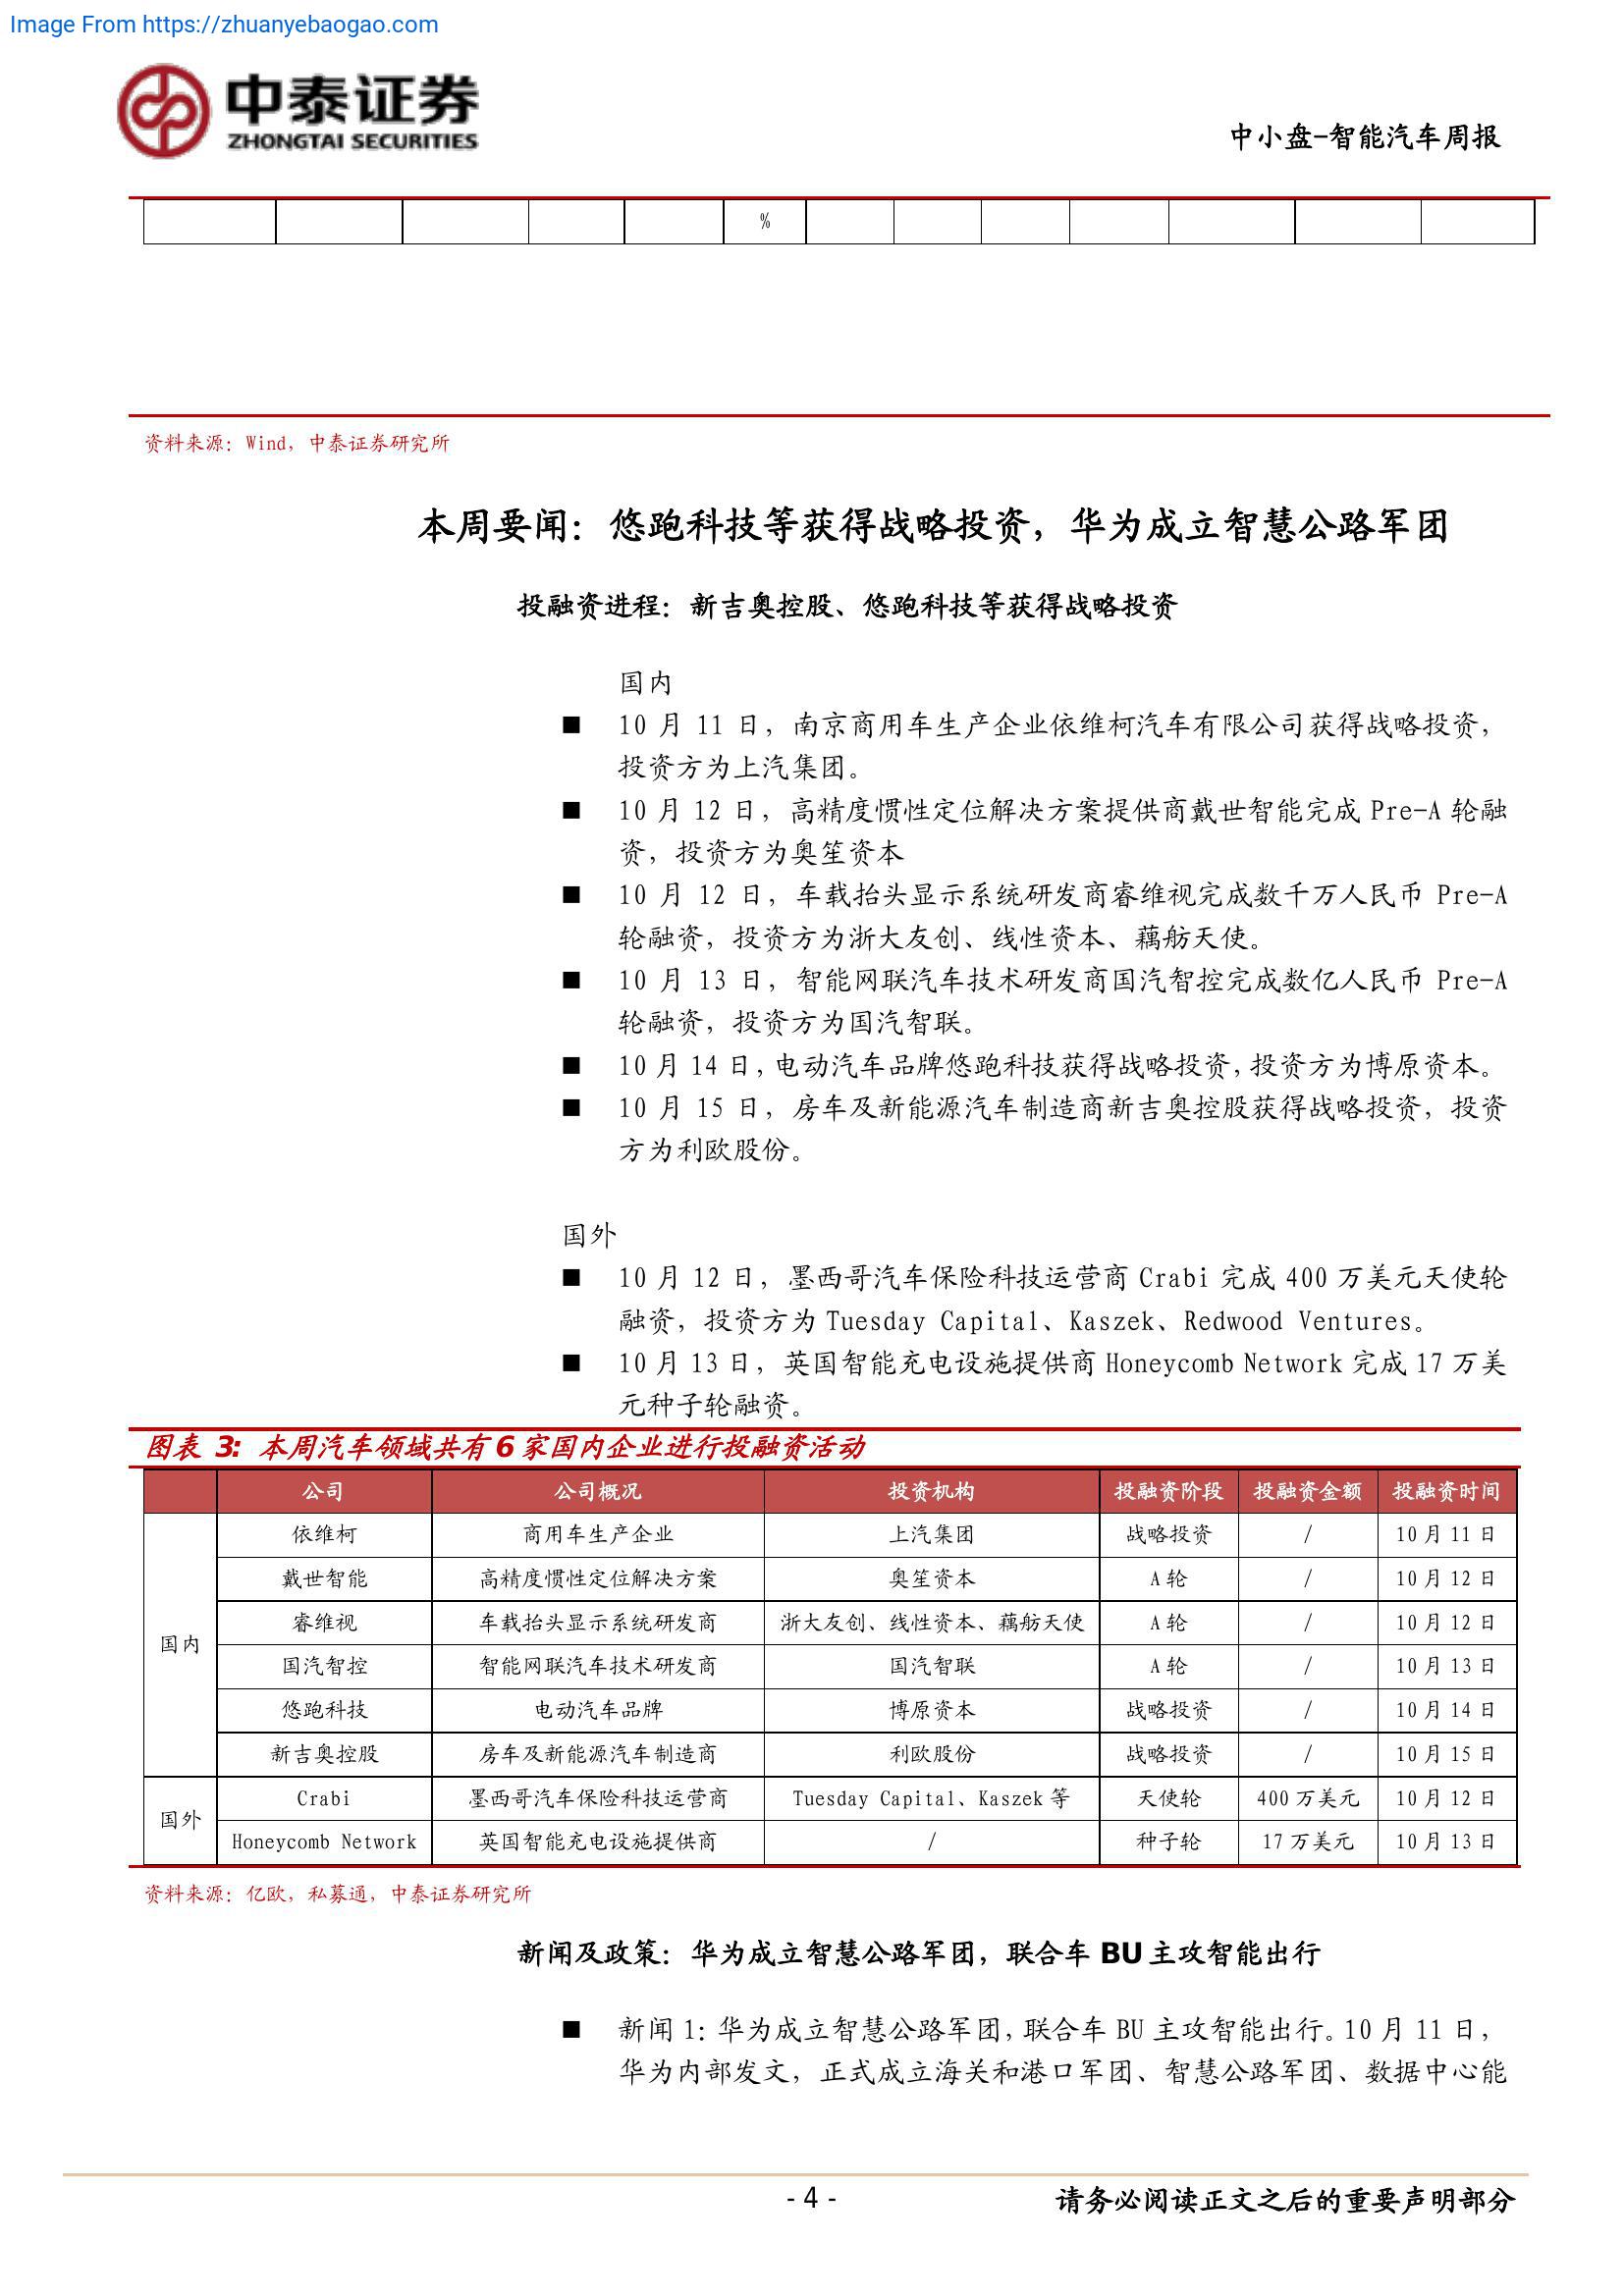 Image From https://zhuanyebaogao.com
中泰证券
ZHONGTAI SECURITIES
中小盘-智能汽车周报
%
资料来源：Wind，中泰证券研究所
本周要闻：悠跑科技等获得战略投资，华为成立智慧公路军团
投融资进程：新吉奥控股、悠跑科技等获得战略投资
国内
■ 10 月 11 日，南京商用车生产企业依维柯汽车有限公司获得战略投资，
投资方为上汽集团。
■ 10 月 12 日，高精度惯性定位解决方案提供商戴世智能完成 Pre-A 轮融
资，投资方为奥笙资本
■ 10 月 12 日，车载抬头显示系统研发商睿维视完成数千万人民币 Pre-A
轮融资，投资方为浙大友创、线性资本、藕舫天使。
■ 10 月 13 日，智能网联汽车技术研发商国汽智控完成数亿人民币 Pre-A
轮融资，投资方为国汽智联。
■ 10 月 14 日，电动汽车品牌悠跑科技获得战略投资，投资方为博原资本。
■ 10 月 15 日，房车及新能源汽车制造商新吉奥控股获得战略投资，投资
方为利欧股份。
国外
■ 10 月 12 日，墨西哥汽车保险科技运营商 Crabi 完成 400 万美元天使轮
融资，投资方为 Tuesday Capital、Kaszek、Redwood Ventures。
■ 10 月 13 日，英国智能充电设施提供商 Honeycomb Network 完成 17 万美
元种子轮融资。
图表 3：本周汽车领域共有 6 家国内企业进行投融资活动
公司 公司概况 投资机构 投融资阶段 投融资金额 投融资时间
国内
依维柯 商用车生产企业 上汽集团 战略投资 / 10 月 11 日
戴世智能 高精度惯性定位解决方案 奥笙资本 A 轮 / 10 月 12 日
睿维视 车载抬头显示系统研发商 浙大友创、线性资本、藕舫天使 A 轮 / 10 月 12 日
国汽智控 智能网联汽车技术研发商 国汽智联 A 轮 / 10 月 13 日
悠跑科技 电动汽车品牌 博原资本 战略投资 / 10 月 14 日
新吉奥控股 房车及新能源汽车制造商 利欧股份 战略投资 / 10 月 15 日
国外
Crabi 墨西哥汽车保险科技运营商 Tuesday Capital、Kaszek 等 天使轮 400 万美元 10 月 12 日
Honeycomb Network 英国智能充电设施提供商 / 种子轮 17 万美元 10 月 13 日
资料来源：亿欧，私募通，中泰证券研究所
新闻及政策：华为成立智慧公路军团，联合车 BU 主攻智能出行
■ 新闻 1：华为成立智慧公路军团，联合车 BU 主攻智能出行。10 月 11 日，
华为内部发文，正式成立海关和港口军团、智慧公路军团、数据中心能
- 4 -
请务必阅读正文之后的重要声明部分